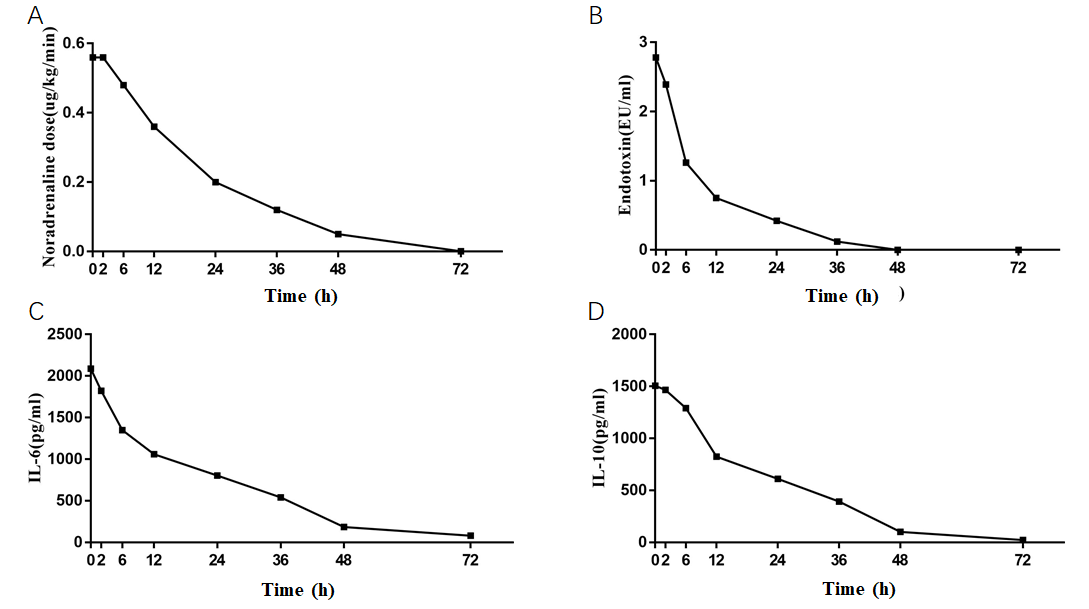 A
Noradrenaline dose(ug/kg/min)
0.6
0.4
0.2
0.0
0 2 6 12 24 36 48 72
Time (h)
B
Endotoxin(EU/ml)
3
2
1
0
0 2 6 12 24 36 48 72
Time (h) )
C
IL-6(pg/ml)
2500
2000
1500
1000
500
0
0 2 6 12 24 36 48 72
Time (h)
D
IL-10(pg/ml)
2000
1500
1000
500
0
0 2 6 12 24 36 48 72
Time (h)